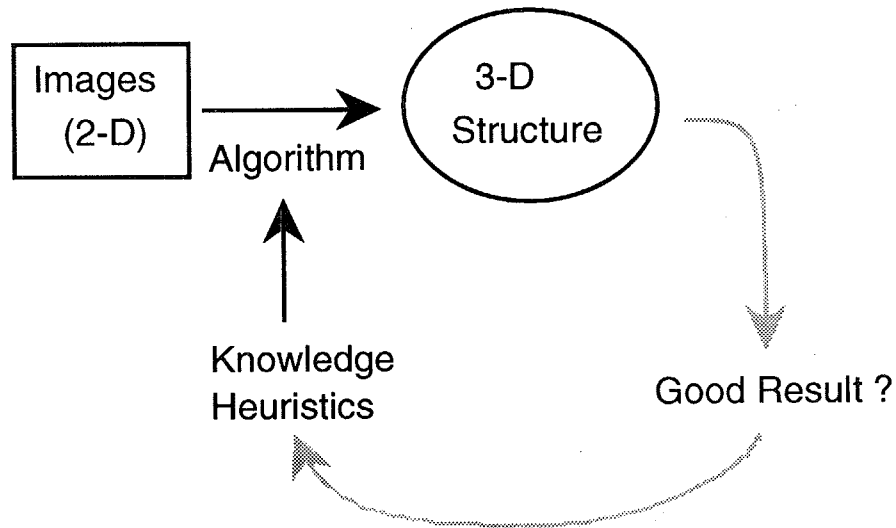 Images
(2-D)
Algorithm
3-D
Structure
Knowledge
Heuristics
Good Result ?